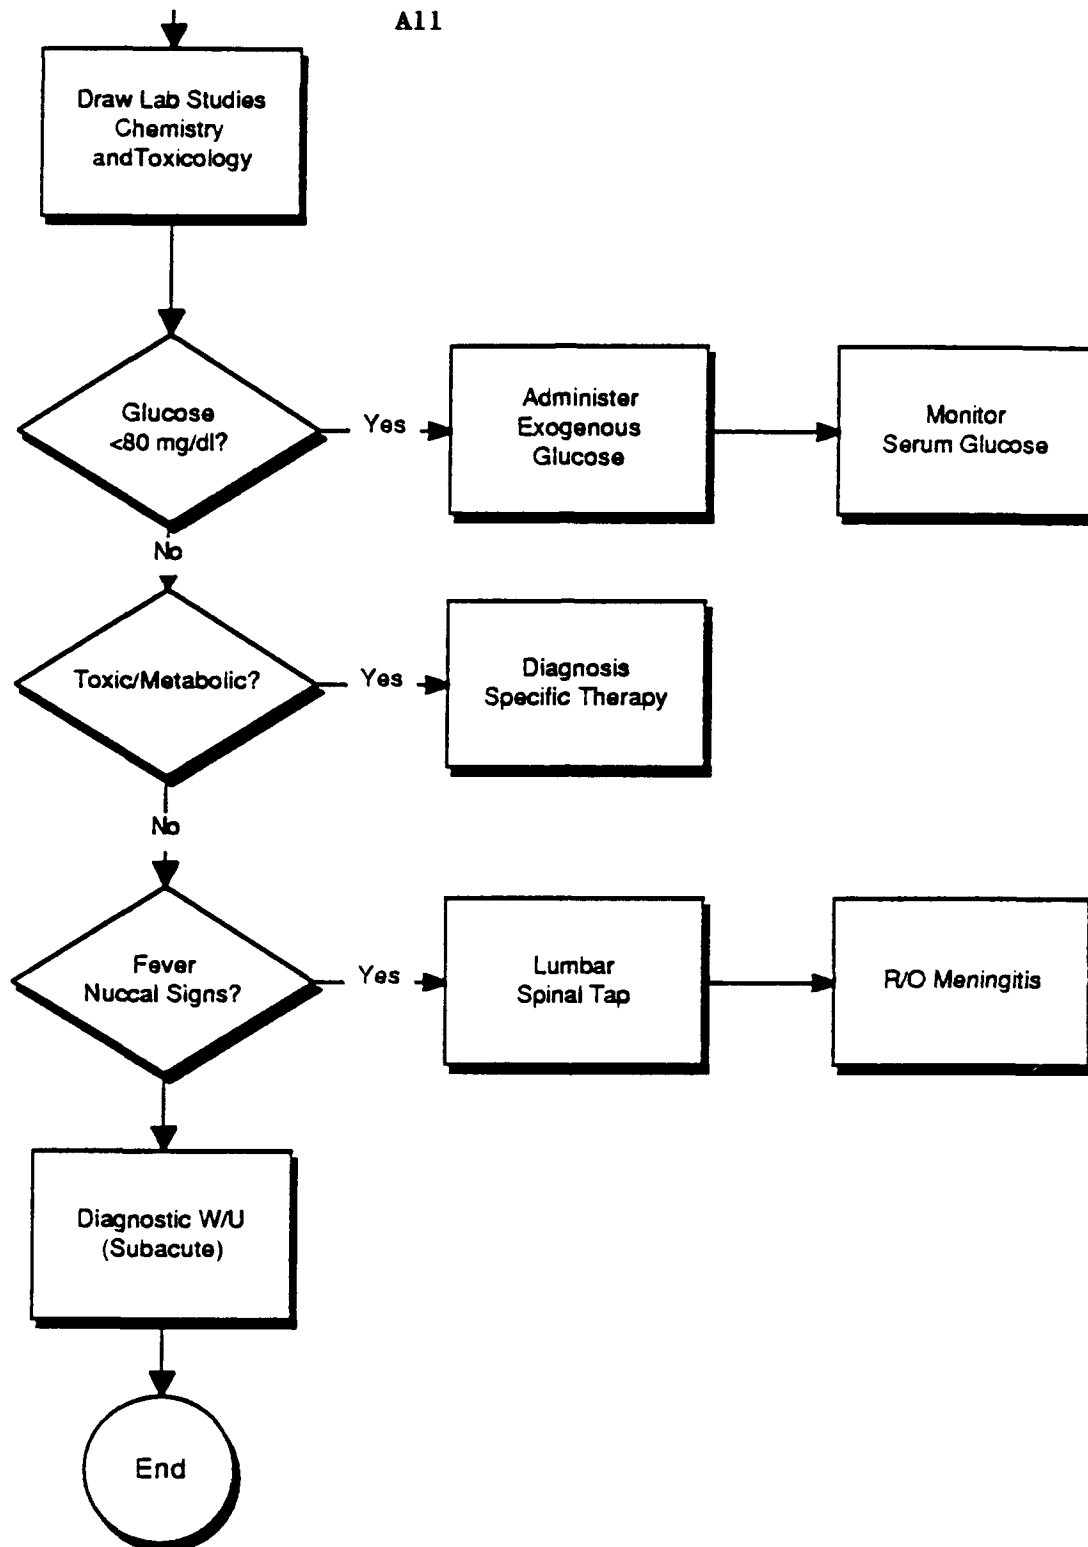 A11
Draw Lab Studies
Chemistry
andToxicology
Glucose
<80 mg/dl?
Yes
Administer
Exogenous
Glucose
Monitor
Serum Glucose
No
Toxic/Metabolic?
Yes
Diagnosis
Specific Therapy
No
Fever
Nuccal Signs?
Yes
Lumbar
Spinal Tap
R/O Meningitis
Diagnostic W/U
(Subacute)
End